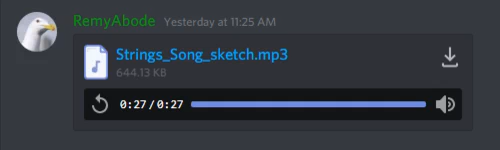 RemyAbode Yesterday at 11:25 AM
Strings_Song_sketch.mp3
644.13 KB
0:27/0:27